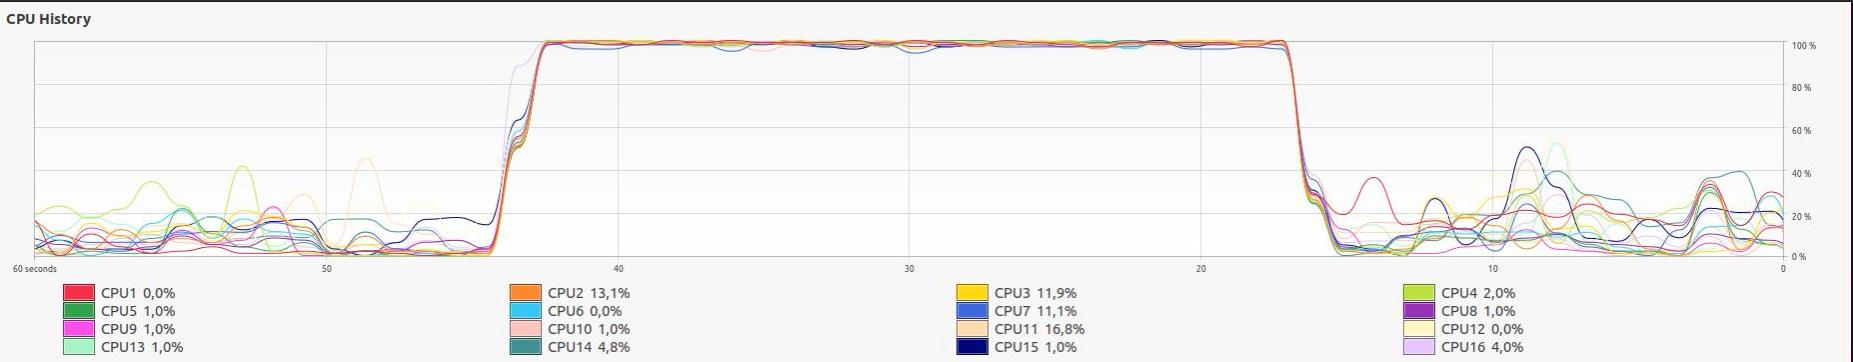 CPU History
100 %
80 %
60 %
40 %
20 %
0 %
60 seconds 50 40 30 20 10 0
CPU1 0,0% CPU2 13,1% CPU3 11,9% CPU4 2,0%
CPU5 1,0% CPU6 0,0% CPU7 11,1% CPU8 1,0%
CPU9 1,0% CPU10 1,0% CPU11 16,8% CPU12 0,0%
CPU13 1,0% CPU14 4,8% CPU15 1,0% CPU16 4,0%